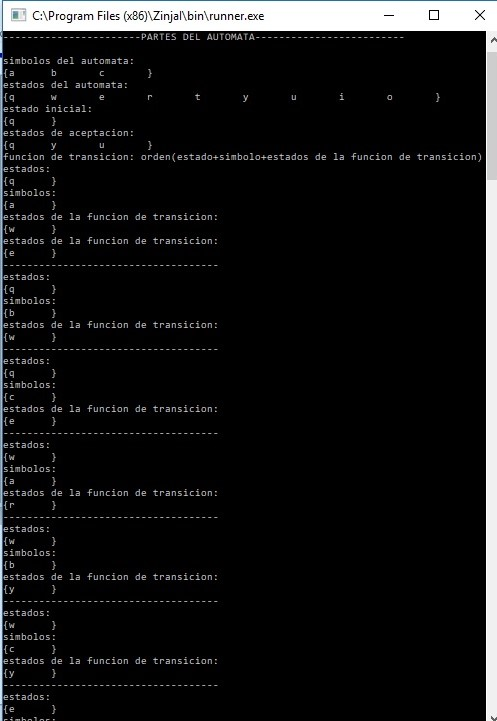 C:\Program Files (x86)\Zinjal\bin\runner.exe
-----------------------PARTES DEL AUTOMATA-------------------------
simbolos del automata:
{a b c }
estados del automata:
{q w e r t y u i o }
estado inicial:
{q }
estados de aceptacion:
{q y u }
funcion de transicion: orden(estado+simbolo+estados de la funcion de transicion)
estados:
{q }
simbolos:
{a }
estados de la funcion de transicion:
{w }
estados de la funcion de transicion:
{e }
------------------------------------
estados:
{q }
simbolos:
{b }
estados de la funcion de transicion:
{w }
------------------------------------
estados:
{q }
simbolos:
{c }
estados de la funcion de transicion:
{e }
------------------------------------
estados:
{w }
simbolos:
{a }
estados de la funcion de transicion:
{r }
------------------------------------
estados:
{w }
simbolos:
{b }
estados de la funcion de transicion:
{y }
------------------------------------
estados:
{w }
simbolos:
{c }
estados de la funcion de transicion:
{y }
------------------------------------
estados:
{e }
simbolos: